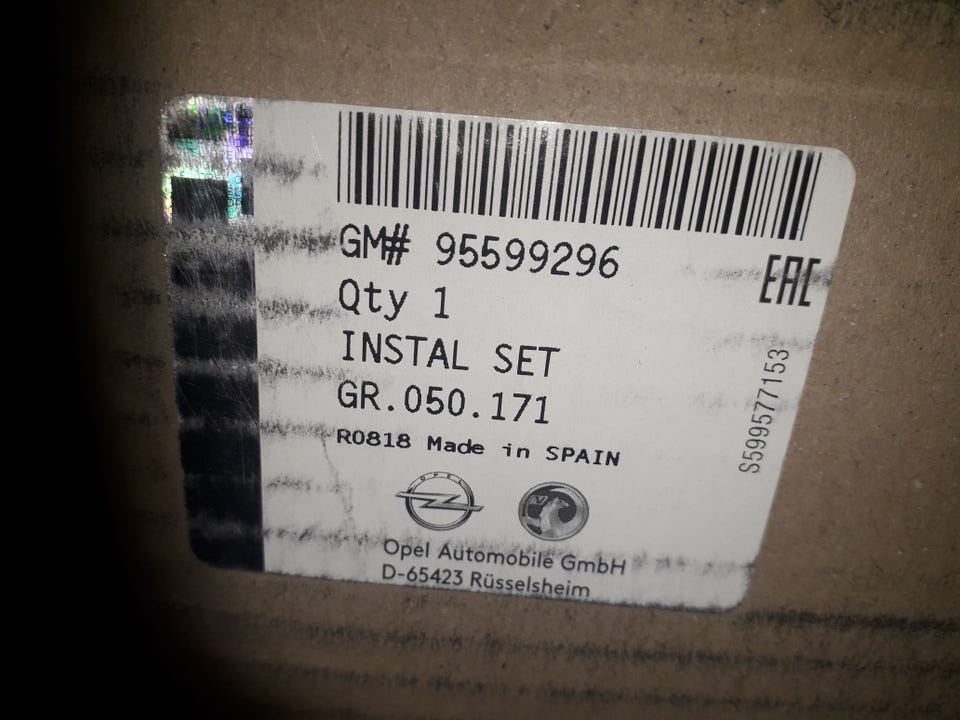 GM# 95599296
EAC
Qty 1
INSTAL SET
GR.050.171
R0818 Made in SPAIN
S599577153
OPEL
Opel Automobile GmbH
D-65423 Rüsselsheim